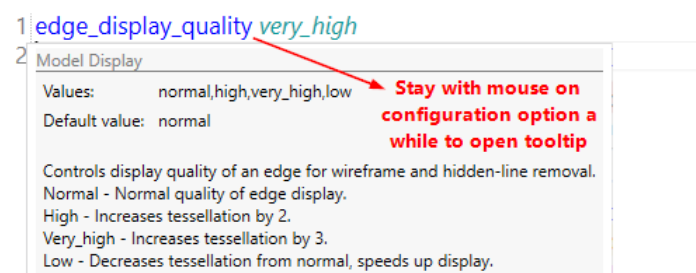 1 edge_display_quality very_high
2
Model Display
Values: normal,high,very_high,low
Default value: normal
Stay with mouse on
configuration option a
while to open tooltip
Controls display quality of an edge for wireframe and hidden-line removal.
Normal - Normal quality of edge display.
High - Increases tessellation by 2.
Very_high - Increases tessellation by 3.
Low - Decreases tessellation from normal, speeds up display.